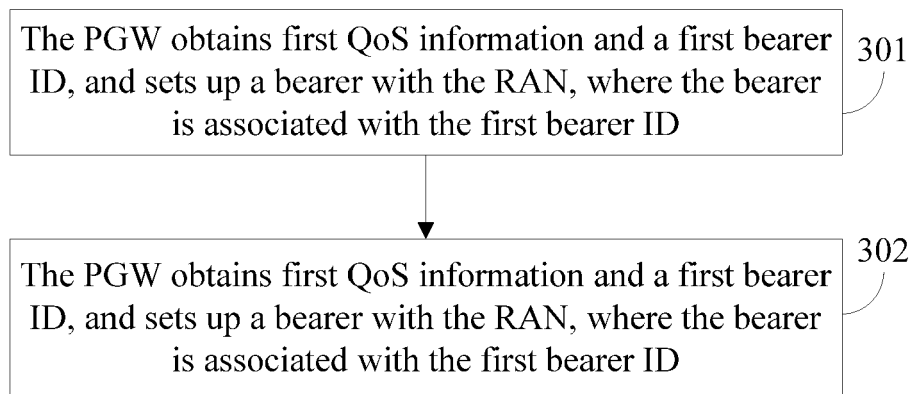 The PGW obtains first QoS information and a first bearer
ID, and sets up a bearer with the RAN, where the bearer
is associated with the first bearer ID
301
The PGW obtains first QoS information and a first bearer
ID, and sets up a bearer with the RAN, where the bearer
is associated with the first bearer ID
302